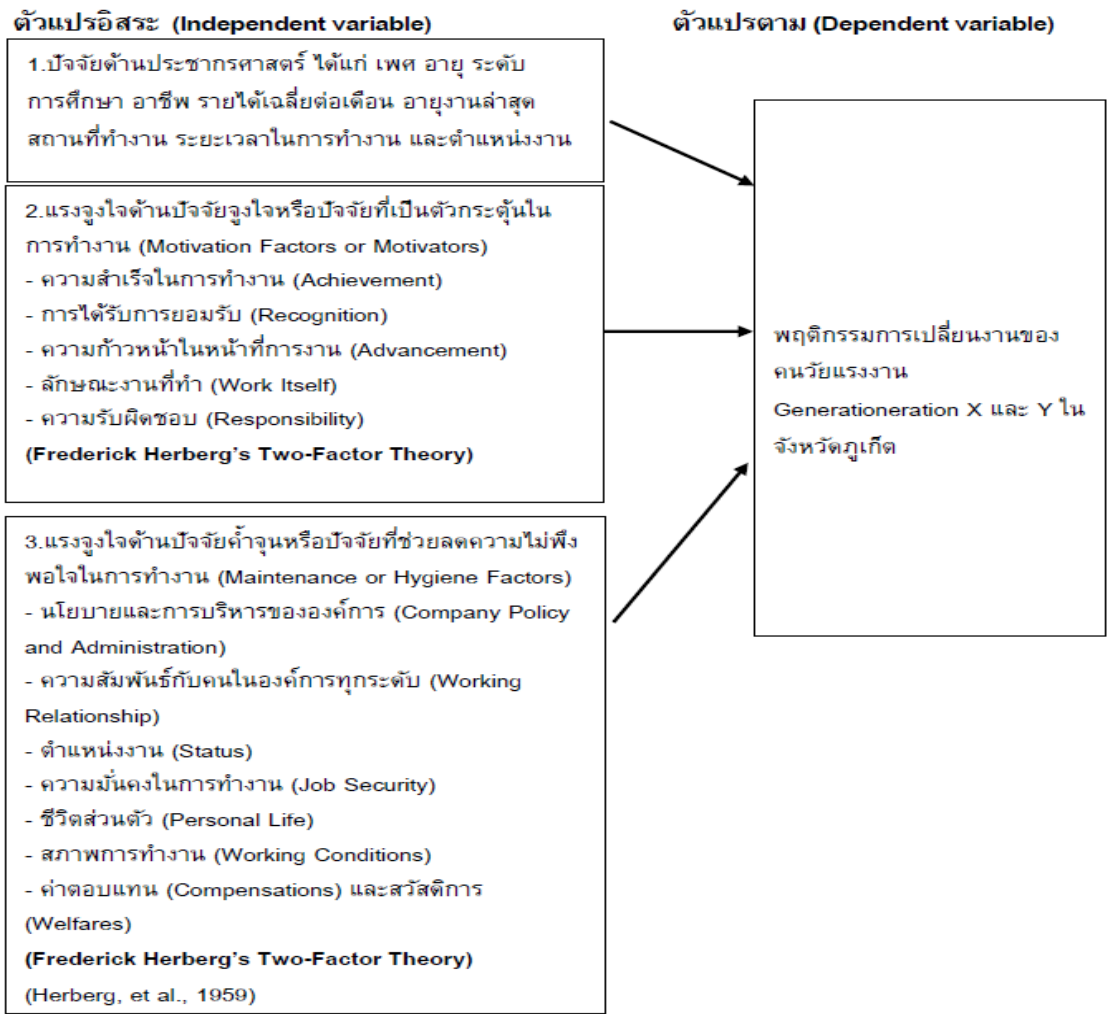 ตัวแปรอิสระ (Independent variable)
ตัวแปรตาม (Dependent variable)
1.ปัจจัยด้านประชากรศาสตร์ ได้แก่ เพศ อายุ ระดับ
การศึกษา อาชีพ รายได้เฉลี่ยต่อเดือน อายุงานล่าสุด
สถานที่ทำงาน ระยะเวลาในการทำงาน และตำแหน่งงาน
2.แรงจูงใจด้านปัจจัยจูงใจหรือปัจจัยที่เป็นตัวกระตุ้นใน
การทำงาน (Motivation Factors or Motivators)
- ความสำเร็จในการทำงาน (Achievement)
- การได้รับการยอมรับ (Recognition)
- ความก้าวหน้าในหน้าที่การงาน (Advancement)
- ลักษณะงานที่ทำ (Work Itself)
- ความรับผิดชอบ (Responsibility)
(Frederick Herberg's Two-Factor Theory)
3.แรงจูงใจด้านปัจจัยค้ำจุนหรือปัจจัยที่ช่วยลดความไม่พึง
พอใจในการทำงาน (Maintenance or Hygiene Factors)
- นโยบายและการบริหารขององค์การ (Company Policy
and Administration)
- ความสัมพันธ์กับคนในองค์การทุกระดับ (Working
Relationship)
- ตำแหน่งงาน (Status)
- ความมั่นคงในการทำงาน (Job Security)
- ชีวิตส่วนตัว (Personal Life)
- สภาพการทำงาน (Working Conditions)
- ค่าตอบแทน (Compensations) และสวัสดิการ
(Welfares)
(Frederick Herberg's Two-Factor Theory)
(Herberg, et al., 1959)
พฤติกรรมการเปลี่ยนงานของ
คนวัยแรงงาน
Generationeration X และ Y ใน
จังหวัดภูเก็ต